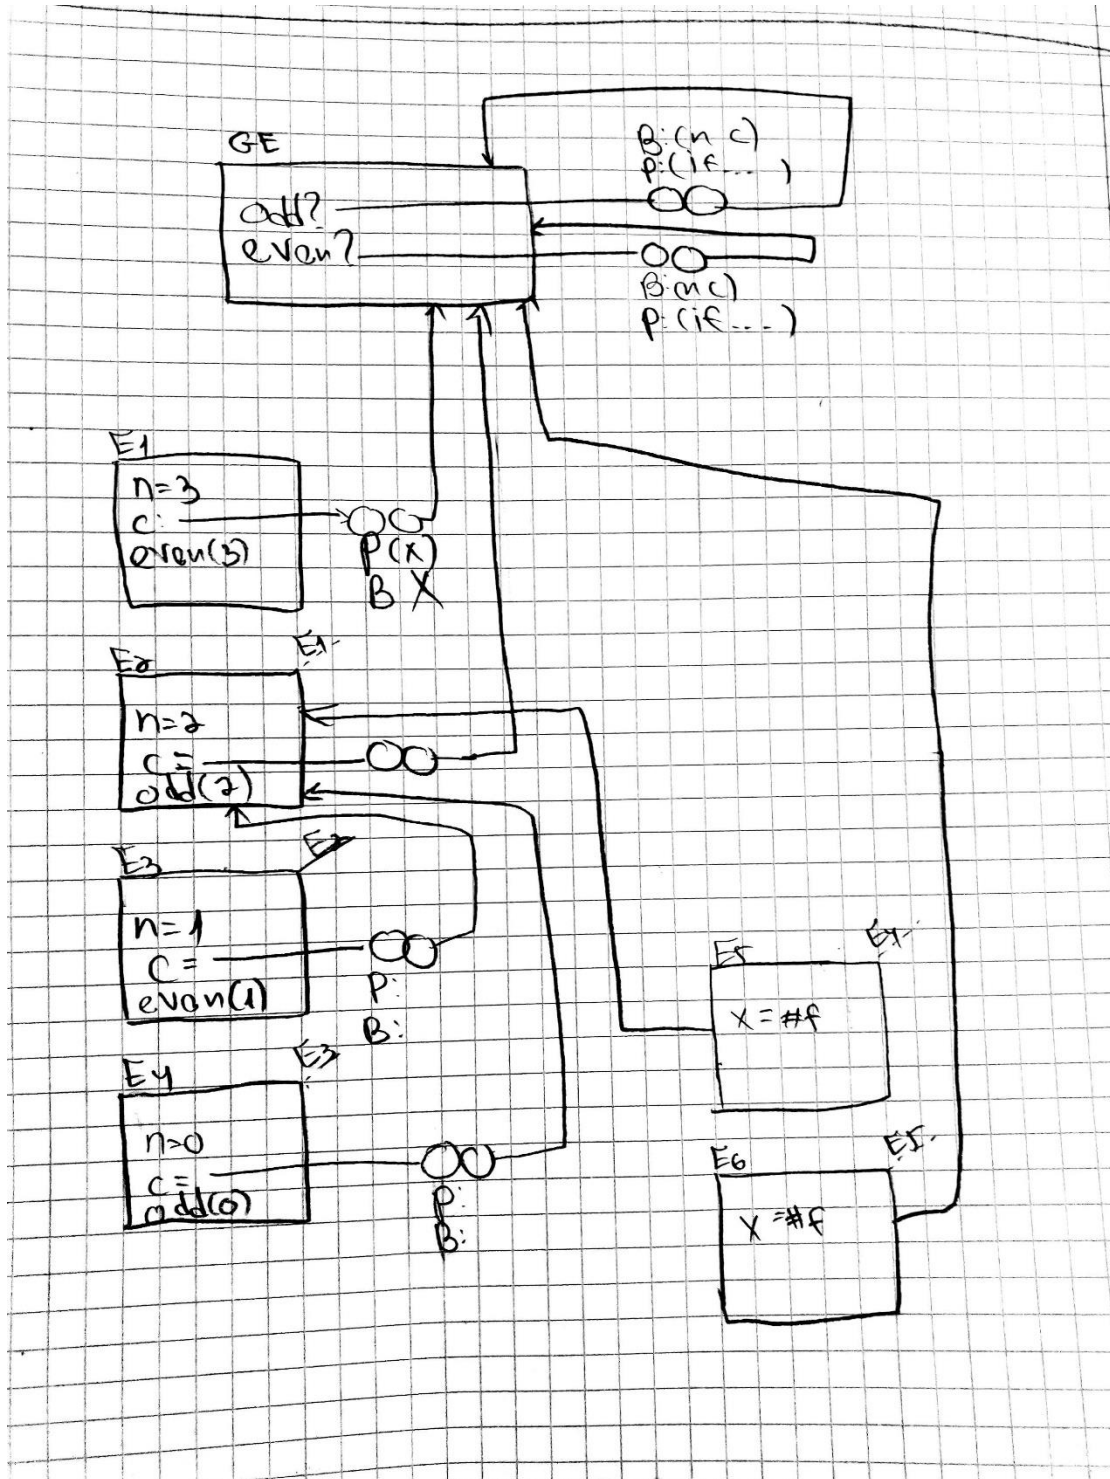 GE
odd?
even?
B:(n c)
P:(if....)
B:(n c)
P:(if....)
E1
n=3
c:
even(3)
P(x)
B X
E2
E1
n=2
c=
odd(2)
E3
E2
n=1
c=
even(1)
P:
B:
E4
E3
n=0
c=
odd(0)
P:
B:
E5
E4
X=#f
E6
E5
X=#f